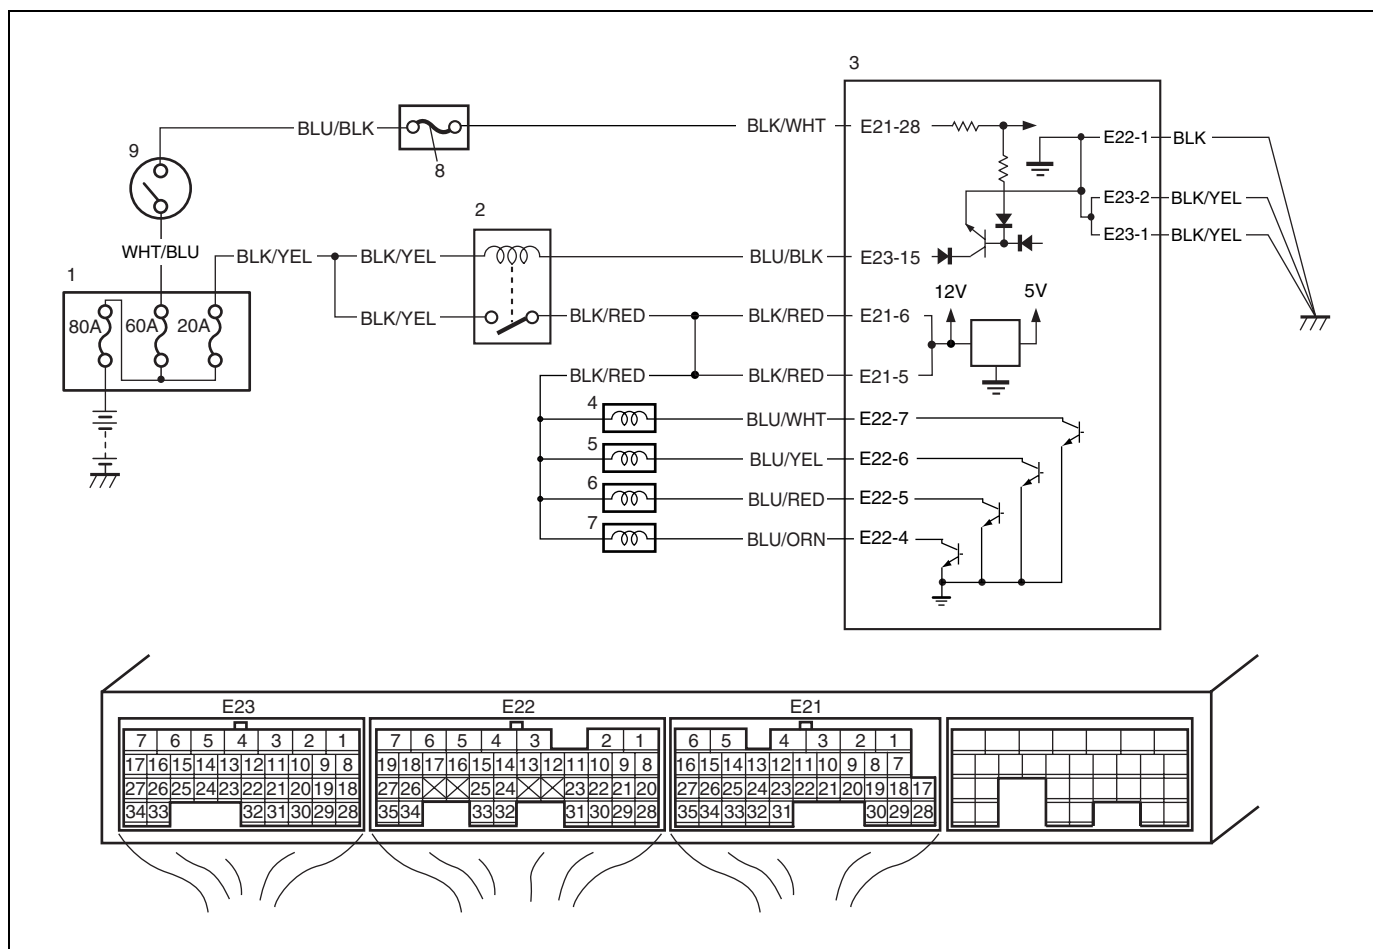 3
BLU/BLK
BLK/WHT
E21-28
E22-1
BLK
9
8
E23-2
BLK/YEL
2
WHT/BLU
E23-1
BLK/YEL
1
BLK/YEL
BLK/YEL
BLU/BLK
E23-15
12V
5V
80A
60A
20A
BLK/YEL
BLK/RED
BLK/RED
E21-6
BLK/RED
BLK/RED
E21-5
4
BLU/WHT
E22-7
5
BLU/YEL
E22-6
6
BLU/RED
E22-5
7
BLU/ORN
E22-4
E23
E22
E21
7 6 5 4 3 2 1
7 6 5 4 3 2 1
6 5 4 3 2 1
17 16 15 14 13 12 11 10 9 8
19 18 17 16 15 14 13 12 11 10 9 8
16 15 14 13 12 11 10 9 8 7
27 26 25 24 23 22 21 20 19 18
27 26 25 24 23 22 21 20
27 26 25 24 23 22 21 20 19 18 17
34 33 32 31 30 29 28
35 34 33 32 31 30 29 28
35 34 33 32 31 30 29 28